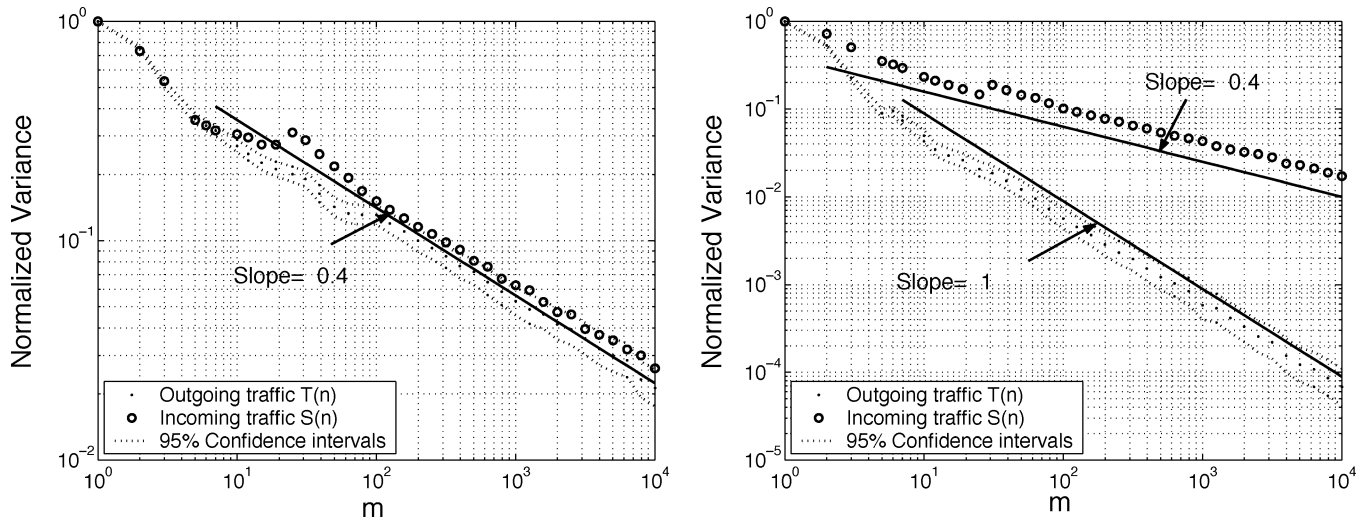 Normalized Variance
10^0
10^-1
10^-2
Slope= 0.4
Outgoing traffic T(n)
Incoming traffic S(n)
95% Confidence intervals
10^0 10^1 10^2 10^3 10^4
m
Normalized Variance
10^0
10^-1
10^-2
10^-3
10^-4
10^-5
Slope= 0.4
Slope= 1
Outgoing traffic T(n)
Incoming traffic S(n)
95% Confidence intervals
10^0 10^1 10^2 10^3 10^4
m